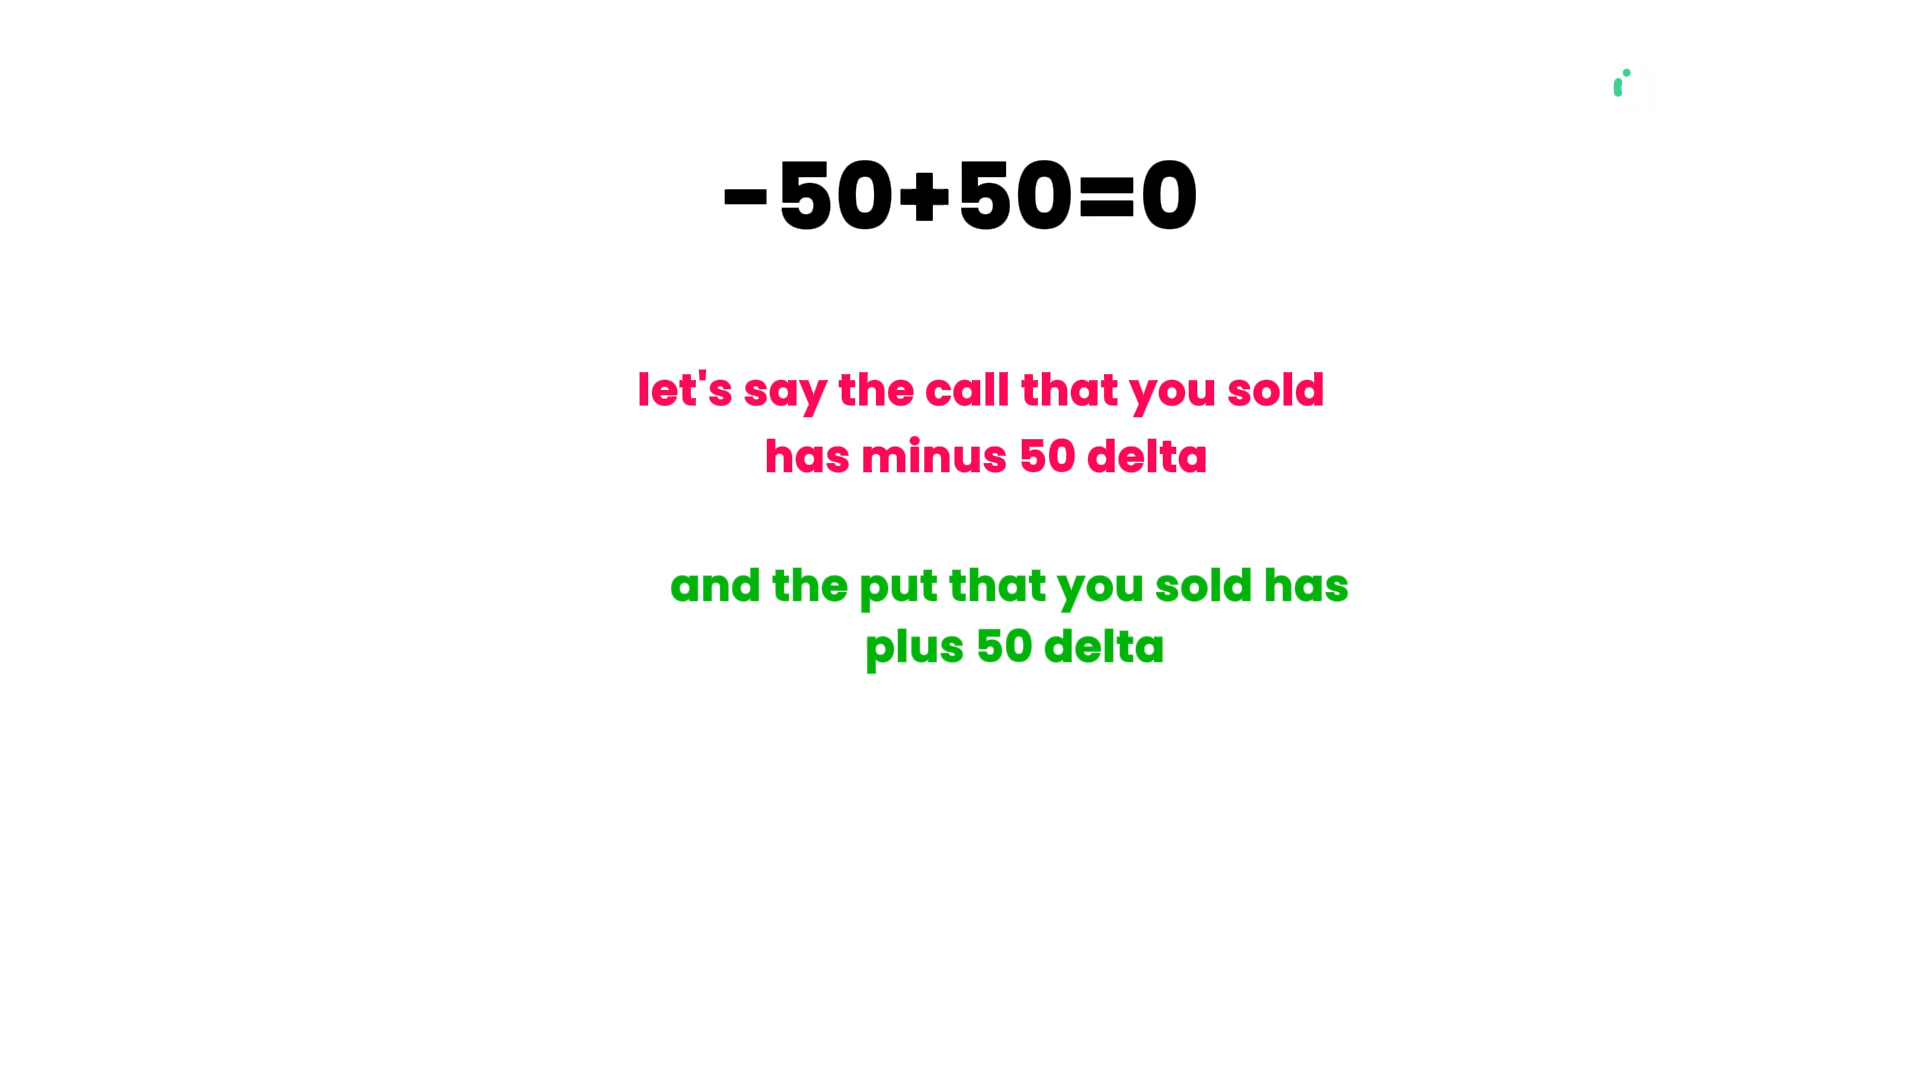 -50+50=0
let's say the call that you sold
has minus 50 delta
and the put that you sold has
plus 50 delta